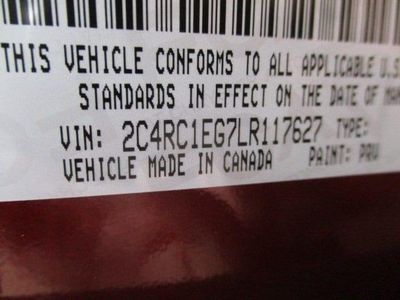 THIS VEHICLE CONFORMS TO ALL APPLICABLE U.S.
STANDARDS IN EFFECT ON THE DATE OF MAN
VIN: 2C4RC1EG7LR117627 TYPE:
VEHICLE MADE IN CANADA PAINT: PRV